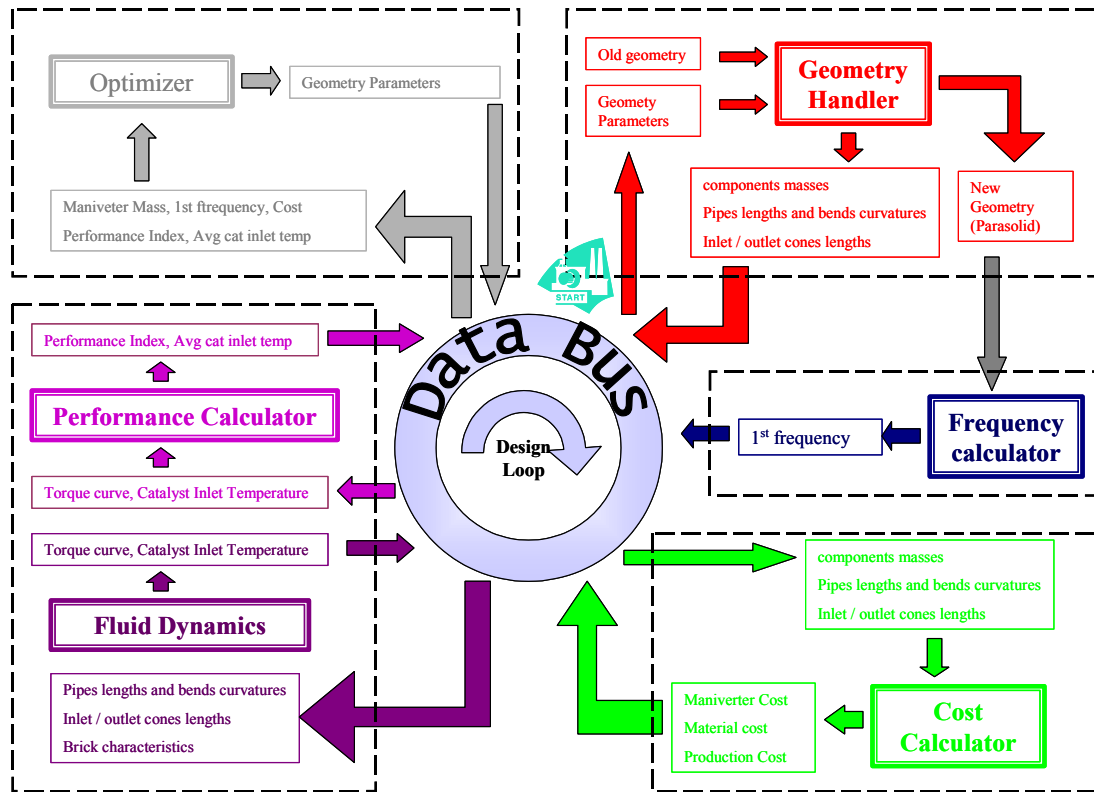 Optimizer
Geometry Parameters
Maniveter Mass, 1st ftrequency, Cost
Performance Index, Avg cat inlet temp
Old geometry
Geomety
Parameters
Geometry
Handler
components masses
Pipes lengths and bends curvatures
Inlet / outlet cones lengths
New
Geometry
(Parasolid)
START
Data Bus
Design
Loop
Performance Index, Avg cat inlet temp
Performance Calculator
Torque curve, Catalyst Inlet Temperature
Torque curve, Catalyst Inlet Temperature
Fluid Dynamics
Pipes lengths and bends curvatures
Inlet / outlet cones lengths
Brick characteristics
1st frequency
Frequency
calculator
components masses
Pipes lengths and bends curvatures
Inlet / outlet cones lengths
Maniverter Cost
Material cost
Production Cost
Cost
Calculator